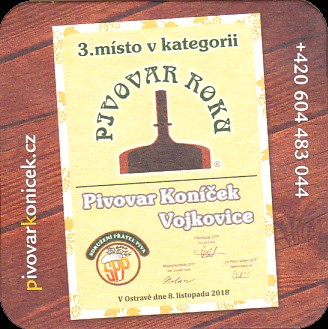 3.místo v kategorii
PIVOVAR ROKU
®
Pivovar Koníček
Vojkovice
SDRUŽENÍ PŘÁTEL PIVA
SPP
V Ostravě dne 8. listopadu 2018
pivovarkonicek.cz
+420 604 483 044